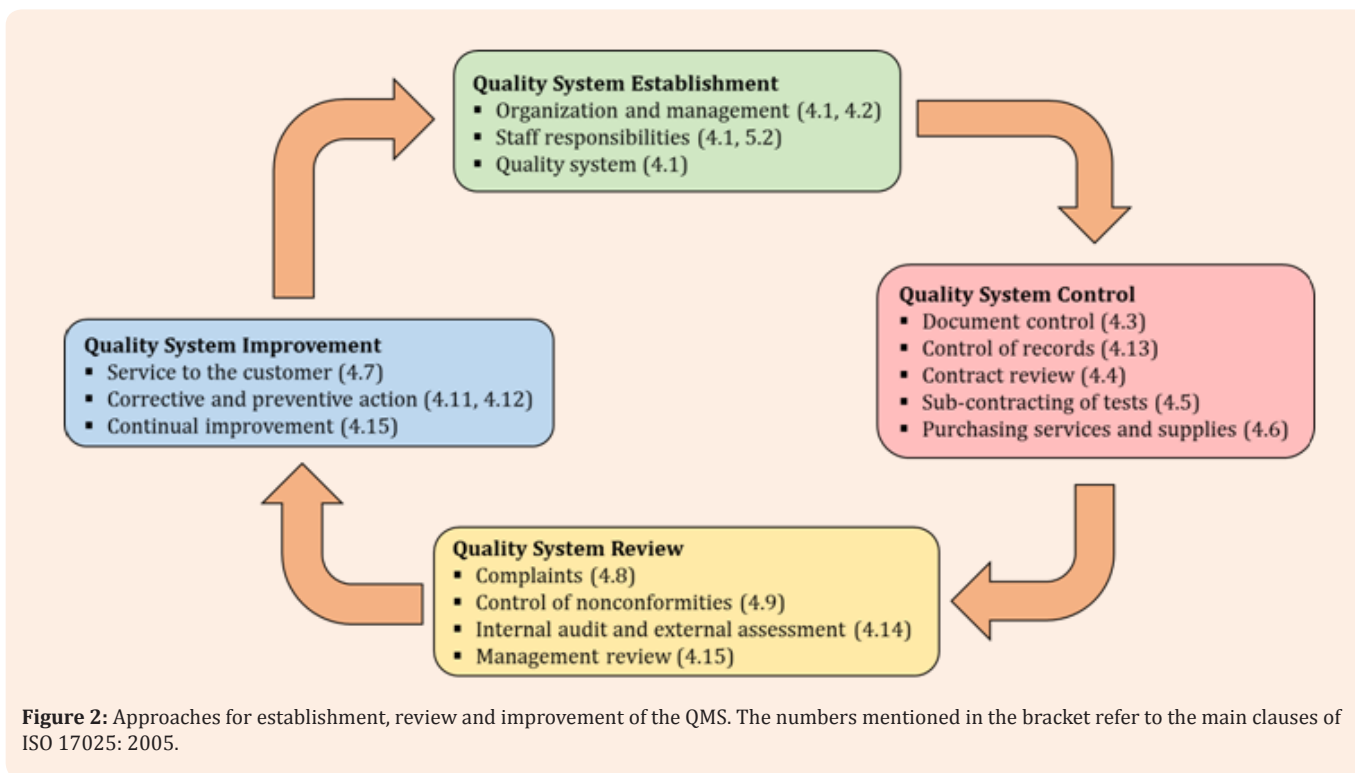 Quality System Establishment
▪ Organization and management (4.1, 4.2)
▪ Staff responsibilities (4.1, 5.2)
▪ Quality system (4.1)
Quality System Control
▪ Document control (4.3)
▪ Control of records (4.13)
▪ Contract review (4.4)
▪ Sub-contracting of tests (4.5)
▪ Purchasing services and supplies (4.6)
Quality System Review
▪ Complaints (4.8)
▪ Control of nonconformities (4.9)
▪ Internal audit and external assessment (4.14)
▪ Management review (4.15)
Quality System Improvement
▪ Service to the customer (4.7)
▪ Corrective and preventive action (4.11, 4.12)
▪ Continual improvement (4.15)
Figure 2: Approaches for establishment, review and improvement of the QMS. The numbers mentioned in the bracket refer to the main clauses of
ISO 17025: 2005.